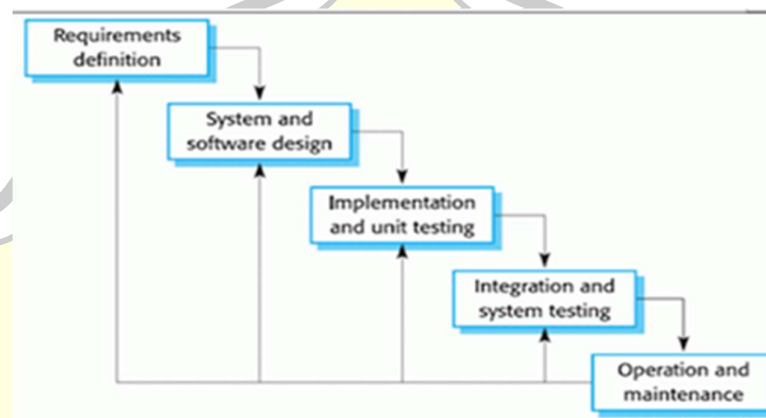 Requirements
definition
System and
software design
Implementation
and unit testing
Integration and
system testing
Operation and
maintenance